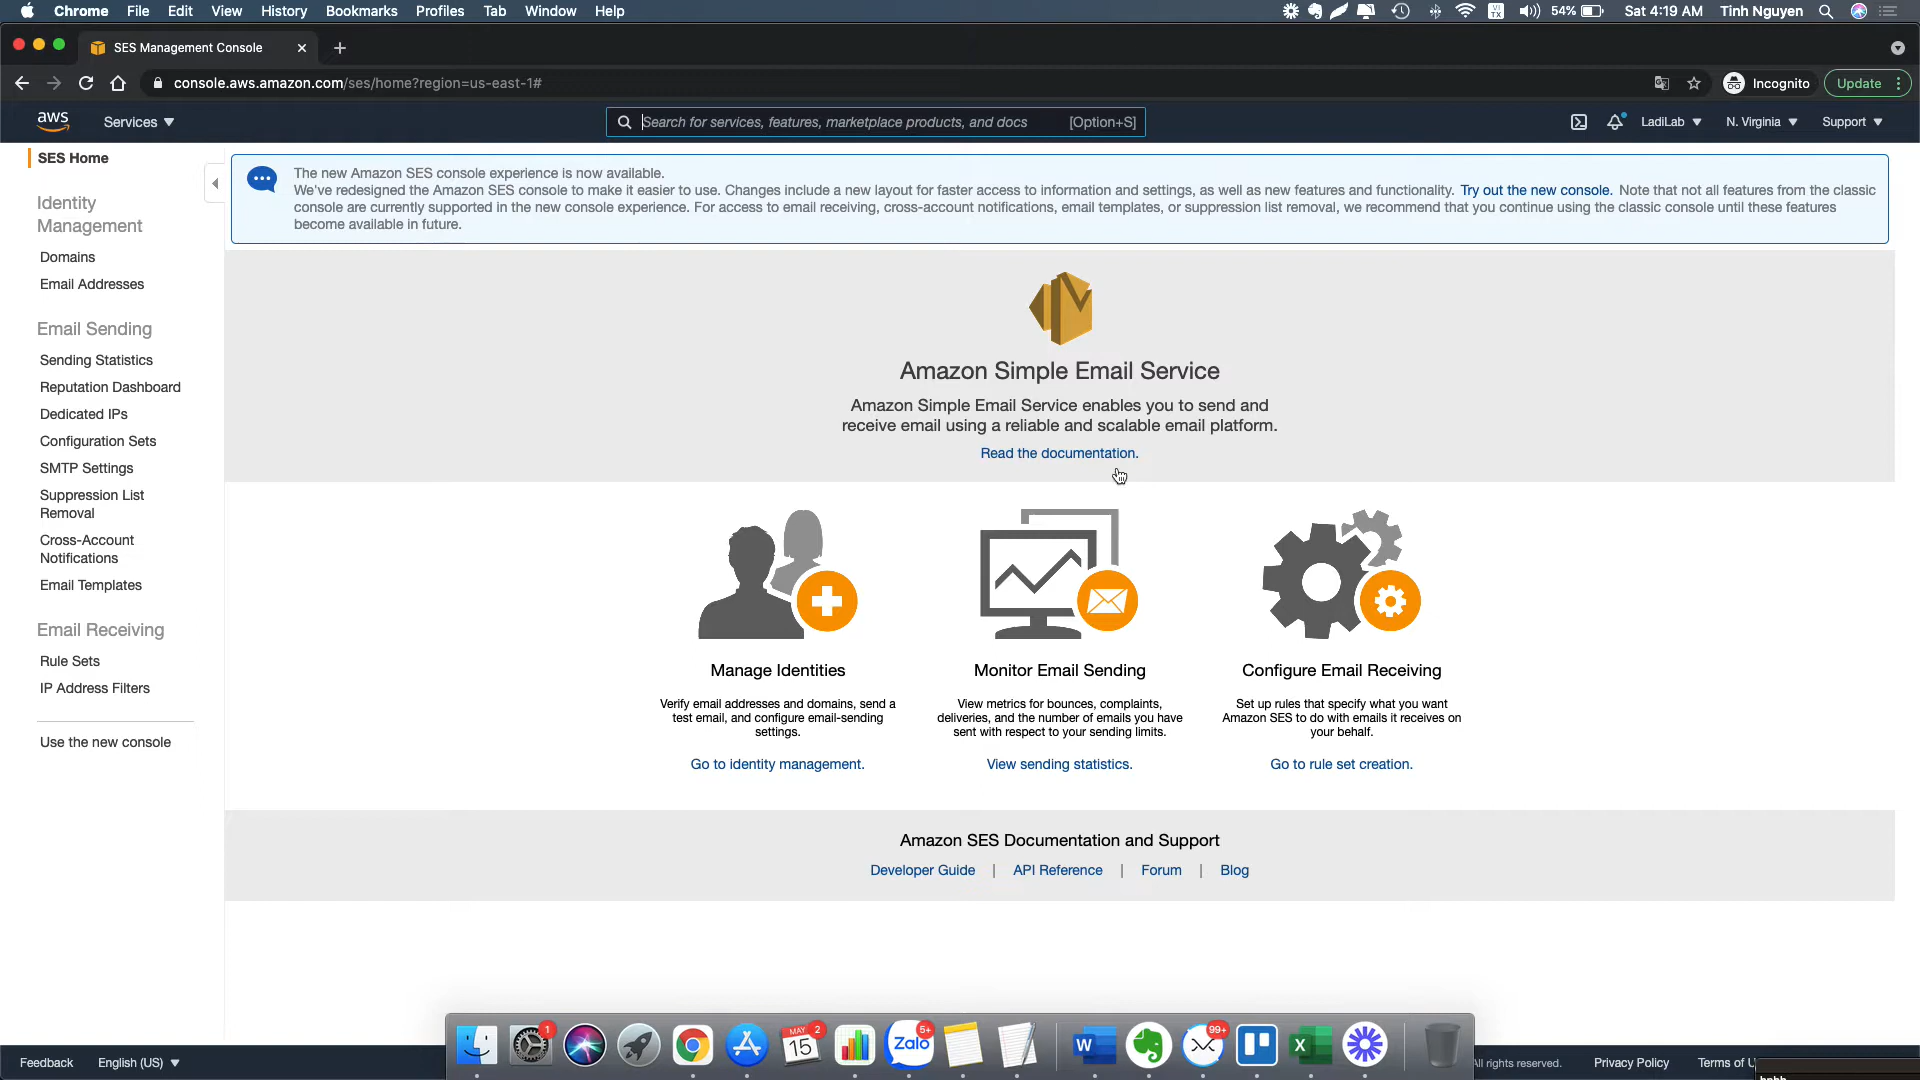 Chrome File Edit View History Bookmarks Profiles Tab Window Help
VI TX 54% Sat 4:19 AM Tinh Nguyen
SES Management Console
console.aws.amazon.com/ses/home?region=us-east-1#
Incognito Update
aws Services Search for services, features, marketplace products, and docs [Option+S] LadiLab N. Virginia Support
SES Home
Identity
Management
Domains
Email Addresses
Email Sending
Sending Statistics
Reputation Dashboard
Dedicated IPs
Configuration Sets
SMTP Settings
Suppression List
Removal
Cross-Account
Notifications
Email Templates
Email Receiving
Rule Sets
IP Address Filters
Use the new console
The new Amazon SES console experience is now available.
We've redesigned the Amazon SES console to make it easier to use. Changes include a new layout for faster access to information and settings, as well as new features and functionality. Try out the new console. Note that not all features from the classic
console are currently supported in the new console experience. For access to email receiving, cross-account notifications, email templates, or suppression list removal, we recommend that you continue using the classic console until these features
become available in future.
Amazon Simple Email Service
Amazon Simple Email Service enables you to send and
receive email using a reliable and scalable email platform.
Read the documentation.
Manage Identities
Verify email addresses and domains, send a
test email, and configure email-sending
settings.
Go to identity management.
Monitor Email Sending
View metrics for bounces, complaints,
deliveries, and the number of emails you have
sent with respect to your sending limits.
View sending statistics.
Configure Email Receiving
Set up rules that specify what you want
Amazon SES to do with emails it receives on
your behalf.
Go to rule set creation.
Amazon SES Documentation and Support
Developer Guide | API Reference | Forum | Blog
1 MAY 2 15 Zalo 5+ W 99+ X
Feedback English (US) All rights reserved. Privacy Policy Terms of